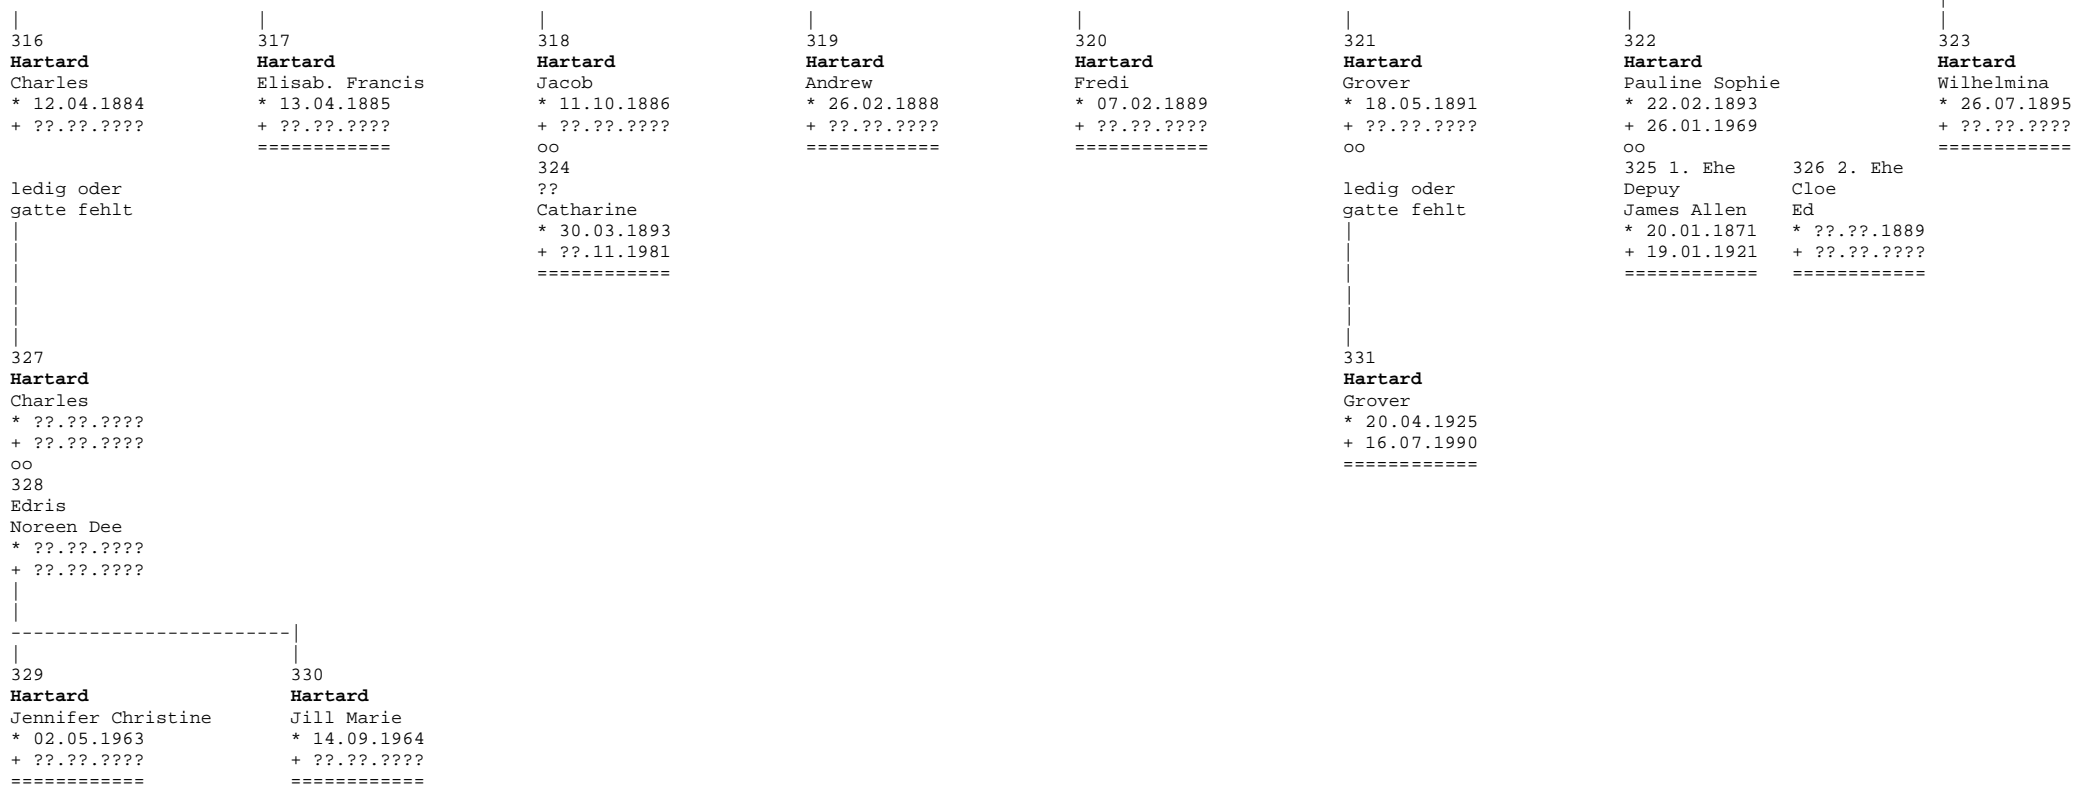 316 317 318 319 320 321 322 323
Hartard Hartard Hartard Hartard Hartard Hartard Hartard Hartard
Charles Elisab. Francis Jacob Andrew Fredi Grover Pauline Sophie Wilhelmina
* 12.04.1884 * 13.04.1885 * 11.10.1886 * 26.02.1888 * 07.02.1889 * 18.05.1891 * 22.02.1893 * 26.07.1895
+ ??.??.???? + ??.??.???? + ??.??.???? + ??.??.???? + ??.??.???? + ??.??.???? + 26.01.1969 + ??.??.????
============ oo ============ ============ oo oo ============
324 325 1. Ehe 326 2. Ehe
ledig oder ?? ledig oder Depuy Cloe
gatte fehlt Catharine gatte fehlt James Allen Ed
* 30.03.1893 * 20.01.1871 * ??.??.1889
+ ??.11.1981 + 19.01.1921 + ??.??.????
============ ============ ============
327 331
Hartard Hartard
Charles Grover
* ??.??.???? * 20.04.1925
+ ??.??.???? + 16.07.1990
oo ============
328
Edris
Noreen Dee
* ??.??.????
+ ??.??.????
-------------------------|
329 330
Hartard Hartard
Jennifer Christine Jill Marie
* 02.05.1963 * 14.09.1964
+ ??.??.???? + ??.??.????
============ ============